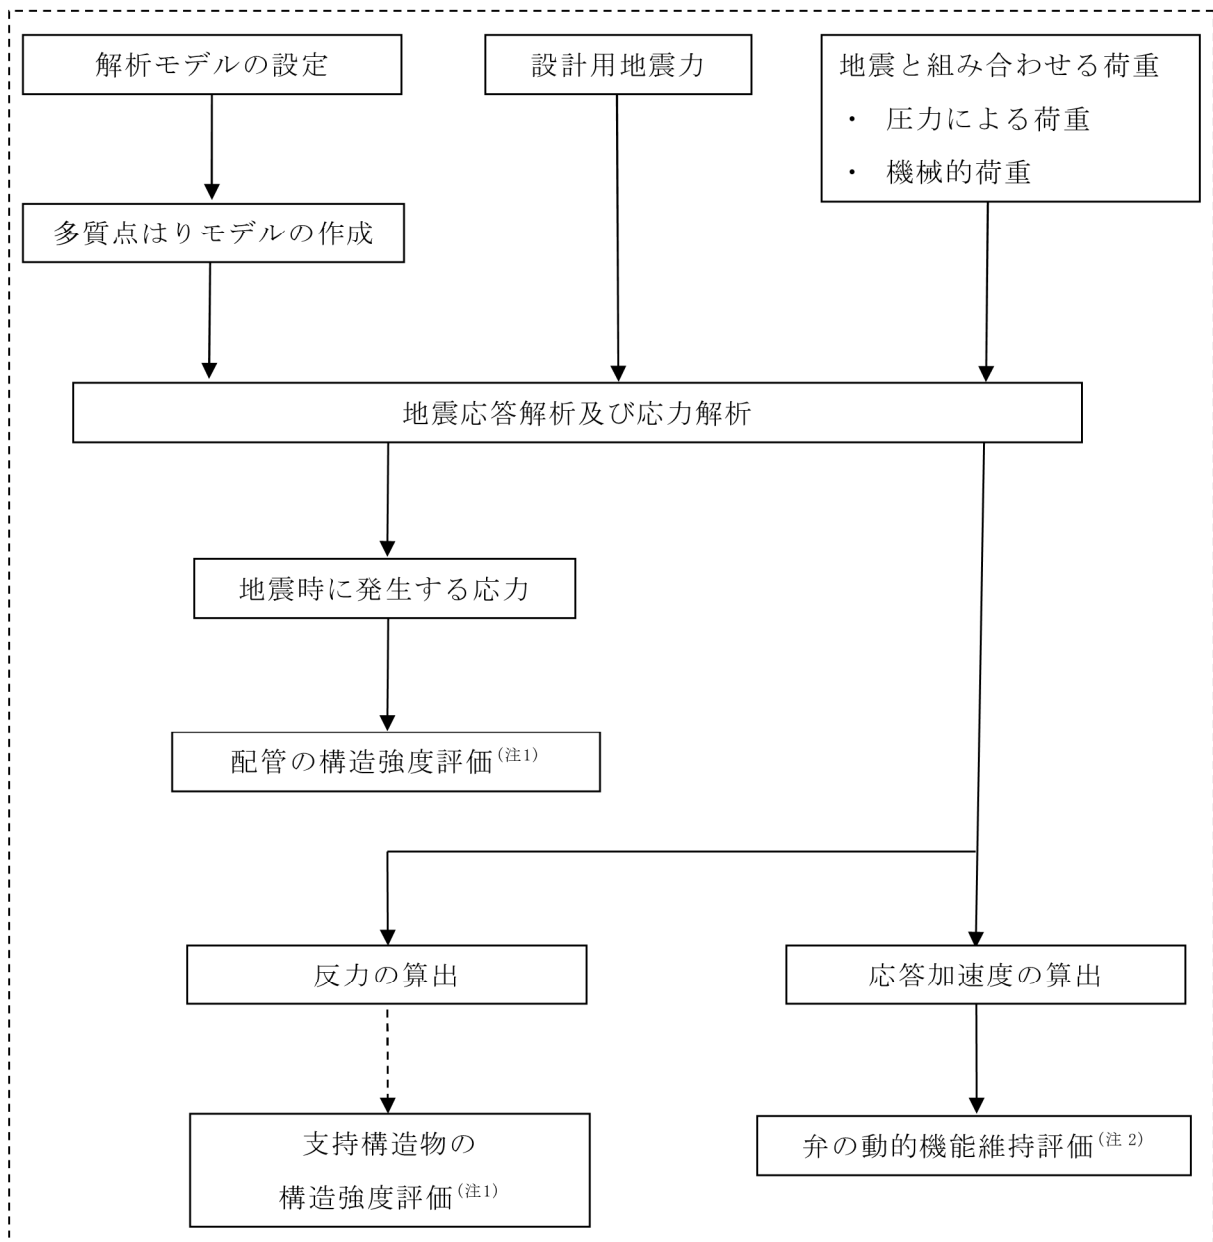 解析モデルの設定
設計用地震力
地震と組み合わせる荷重
・ 圧力による荷重
・ 機械的荷重
多質点はりモデルの作成
地震応答解析及び応力解析
地震時に発生する応力
配管の構造強度評価(注1)
反力の算出
応答加速度の算出
支持構造物の
構造強度評価(注1)
弁の動的機能維持評価(注 2)